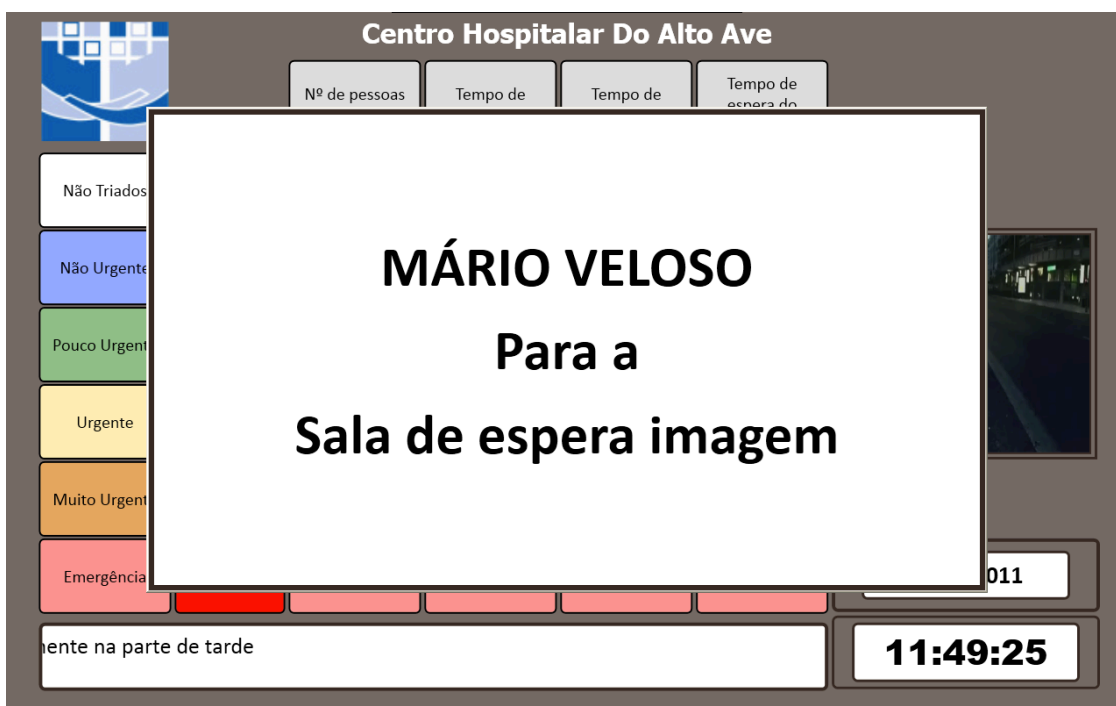 Centro Hospitalar Do Alto Ave
Nº de pessoas
Tempo de
Tempo de
Tempo de
espera do
Não Triados
Não Urgente
Pouco Urgent
Urgente
Muito Urgent
Emergência
MÁRIO VELOSO
Para a
Sala de espera imagem
011
nente na parte de tarde
11:49:25